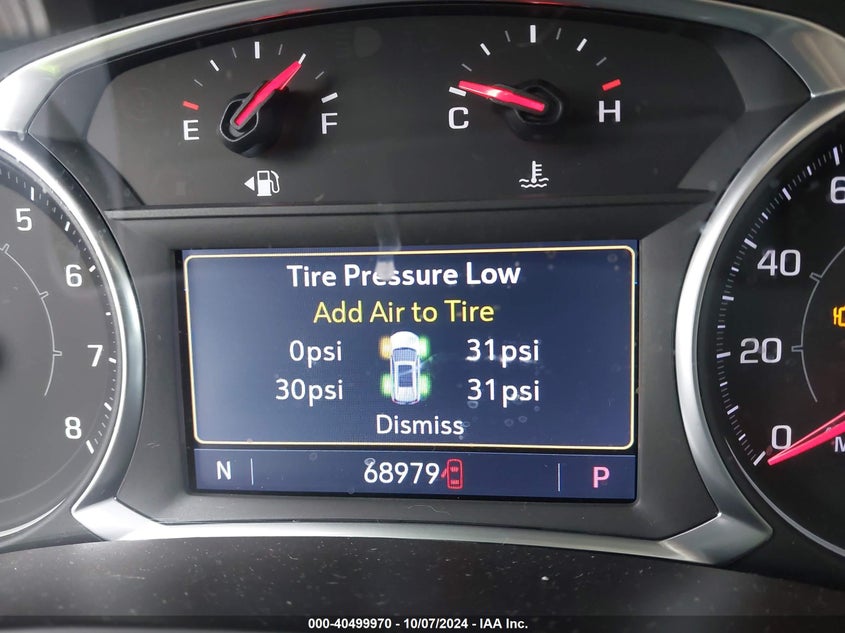 E F
C H
5
6
7
8
Tire Pressure Low
Add Air to Tire
0psi 31psi
30psi 31psi
Dismiss
N 68979 P
40
20
0
000-40499970 - 10/07/2024 - IAA Inc.